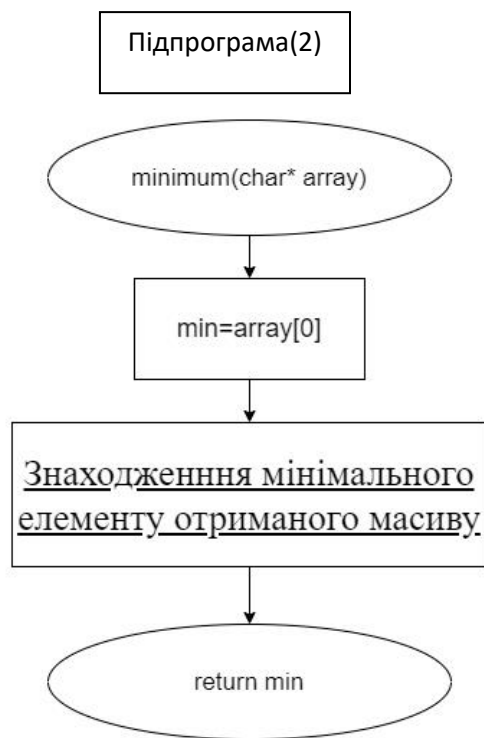 Підпрограма(2)
minimum(char* array)
min=array[0]
Знаходженння мінімального
елементу отриманого масиву
return min